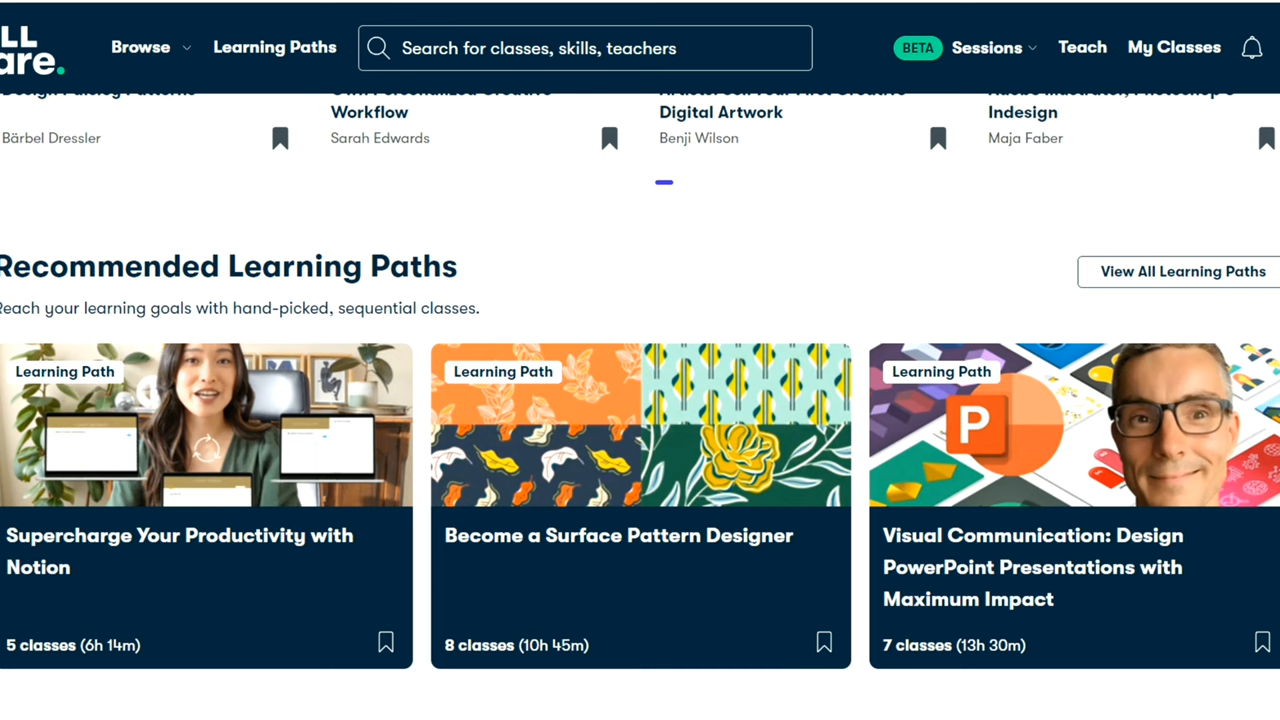 LL
are.
Browse
Learning Paths
Search for classes, skills, teachers
BETA
Sessions
Teach
My Classes
Workflow
Digital Artwork
Indesign
Bärbel Dressler
Sarah Edwards
Benji Wilson
Maja Faber
Recommended Learning Paths
View All Learning Paths
Reach your learning goals with hand-picked, sequential classes.
Learning Path
Supercharge Your Productivity with
Notion
5 classes (6h 14m)
Learning Path
Become a Surface Pattern Designer
8 classes (10h 45m)
Learning Path
P
Visual Communication: Design
PowerPoint Presentations with
Maximum Impact
7 classes (13h 30m)